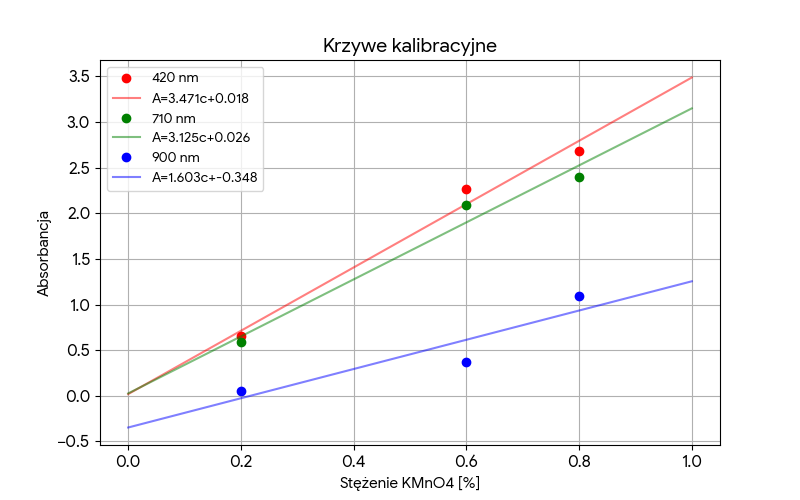 Krzywe kalibracyjne
420 nm
A=3.471c+0.018
710 nm
A=3.125c+0.026
900 nm
A=1.603c+-0.348
Absorbancja
3.5
3.0
2.5
2.0
1.5
1.0
0.5
0.0
−0.5
0.0 0.2 0.4 0.6 0.8 1.0
Stężenie KMnO4 [%]